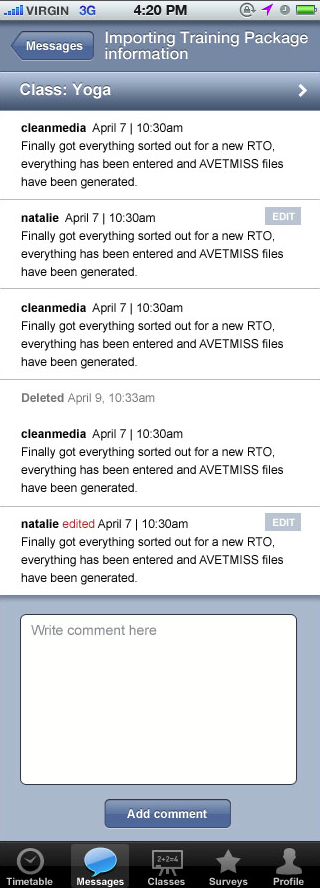 VIRGIN 3G 4:20 PM
Messages
Importing Training Package
information
Class: Yoga
cleanmedia April 7 | 10:30am
Finally got everything sorted out for a new RTO,
everything has been entered and AVETMISS files
have been generated.
natalie April 7 | 10:30am EDIT
Finally got everything sorted out for a new RTO,
everything has been entered and AVETMISS files
have been generated.
cleanmedia April 7 | 10:30am
Finally got everything sorted out for a new RTO,
everything has been entered and AVETMISS files
have been generated.
Deleted April 9, 10:33am
cleanmedia April 7 | 10:30am
Finally got everything sorted out for a new RTO,
everything has been entered and AVETMISS files
have been generated.
natalie edited April 7 | 10:30am EDIT
Finally got everything sorted out for a new RTO,
everything has been entered and AVETMISS files
have been generated.
Write comment here
Add comment
2+2=4
Timetable Messages Classes Surveys Profile